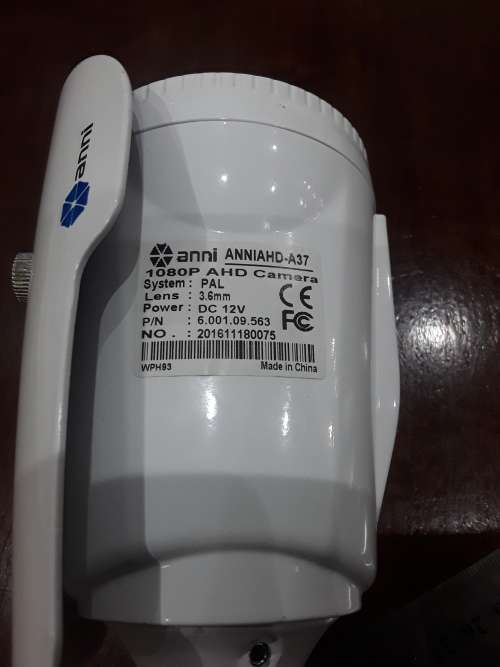 anni
anni ANNIAHD-A37
1080P AHD Camera
System : PAL
Lens : 3.6mm
Power : DC 12V
P/N : 6.001.09.563
NO. : 201611180075
CE
FC
WPH93 Made in China